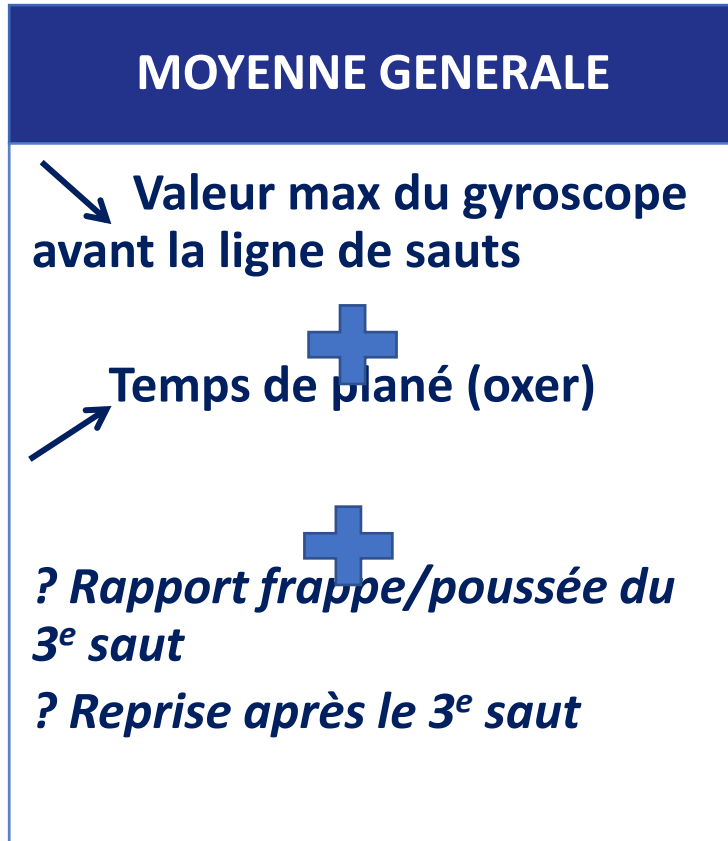 MOYENNE GENERALE
Valeur max du gyroscope
avant la ligne de sauts
Temps de plané (oxer)
? Rapport frappe/poussée du
3e saut
? Reprise après le 3e saut